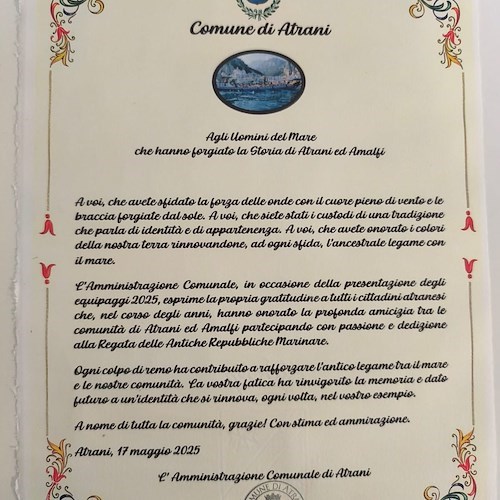 Comune di Atrani
Agli Uomini del Mare
che hanno forgiato la Storia di Atrani ed Amalfi
A voi, che avete sfidato la forza delle onde con il cuore pieno di vento e le
braccia forgiate dal sole. A voi, che siete stati i custodi di una tradizione
che parla di identità e di appartenenza. A voi, che avete onorato i colori
della nostra terra rinnovandone, ad ogni sfida, l'ancestrale legame con
il mare.
L'Amministrazione Comunale, in occasione della presentazione degli
equipaggi 2025, esprime la propria gratitudine a tutti i cittadini atranesi
che, nel corso degli anni, hanno onorato la profonda amicizia tra le
comunità di Atrani ed Amalfi partecipando con passione e dedizione
alla Regata delle Antiche Repubbliche Marinare.
Ogni colpo di remo ha contribuito a rafforzare l'antico legame tra il mare
e le nostre comunità. La vostra fatica ha rinvigorito la memoria e dato
futuro a un'identità che si rinnova, ogni volta, nel vostro esempio.
A nome di tutta la comunità, grazie! Con stima ed ammirazione.
Atrani, 17 maggio 2025
L' Amministrazione Comunale di Atrani
COMUNE DI ATRANI